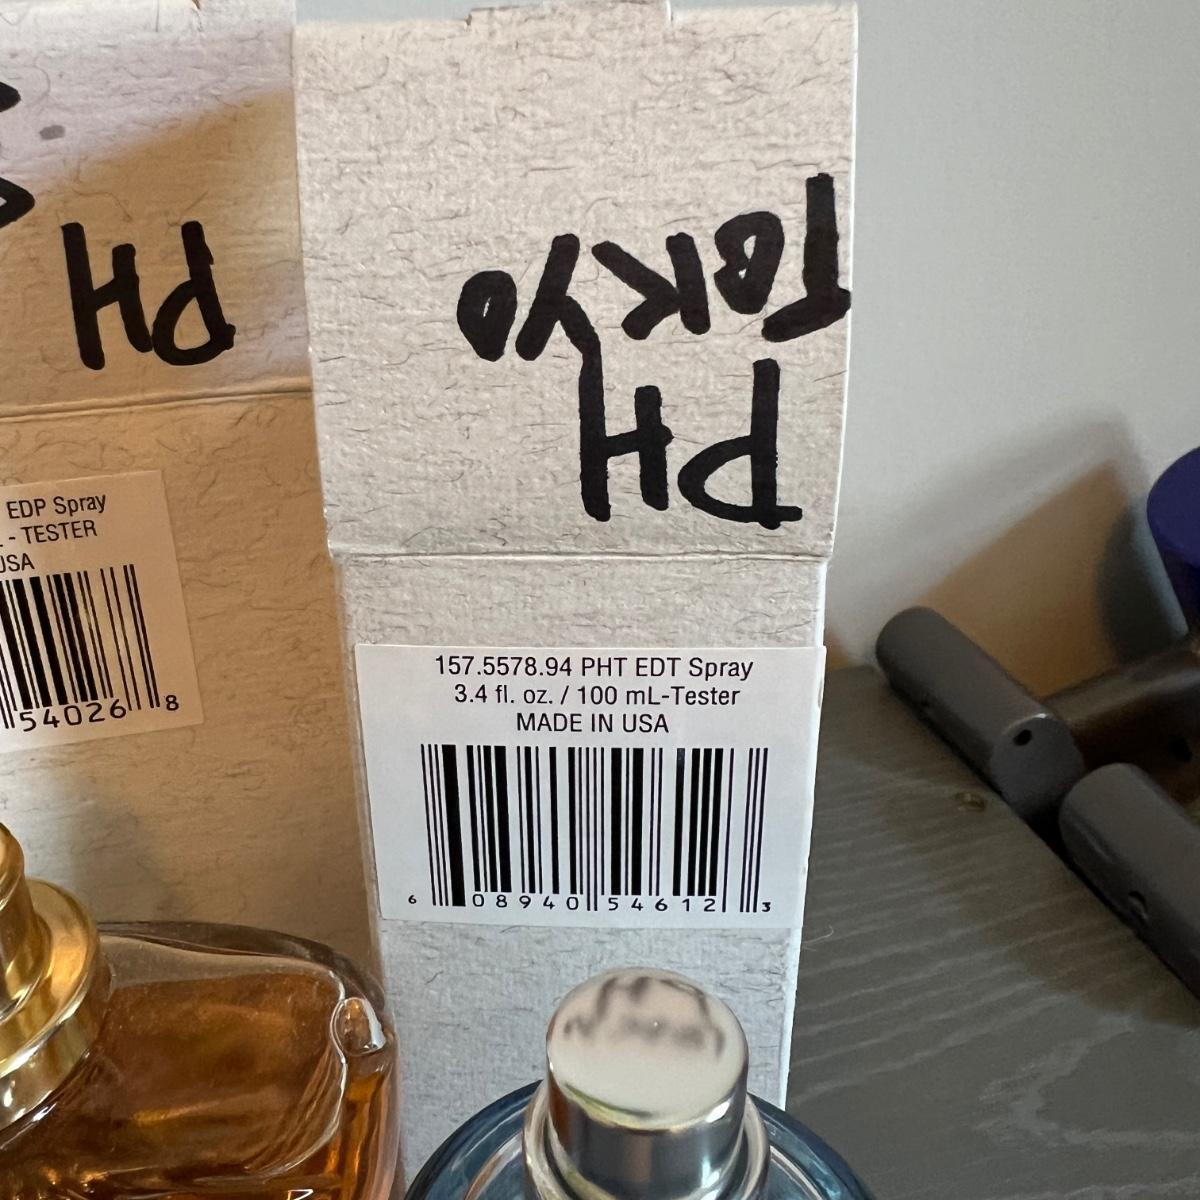 PH
EDP Spray
- TESTER
USA
54026 8
PH
TOKYO
157.5578.94 PHT EDT Spray
3.4 fl. oz. / 100 mL-Tester
MADE IN USA
6 08940 54612 3